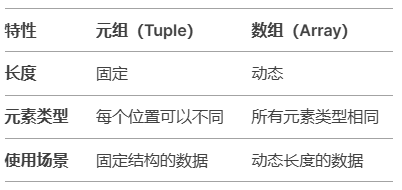 特性 元组（Tuple） 数组（Array）
长度 固定 动态
元素类型 每个位置可以不同 所有元素类型相同
使用场景 固定结构的数据 动态长度的数据